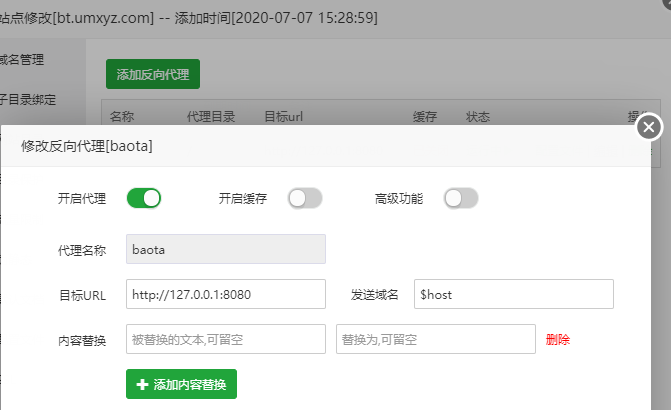 站点修改[bt.umxyz.com] -- 添加时间[2020-07-07 15:28:59]
域名管理
添加反向代理
子目录绑定
名称 代理目录 目标url 缓存 状态
修改反向代理[baota]
开启代理 开启缓存 高级功能
代理名称 baota
目标URL http://127.0.0.1:8080 发送域名 $host
内容替换 被替换的文本,可留空 替换为,可留空 删除
添加内容替换